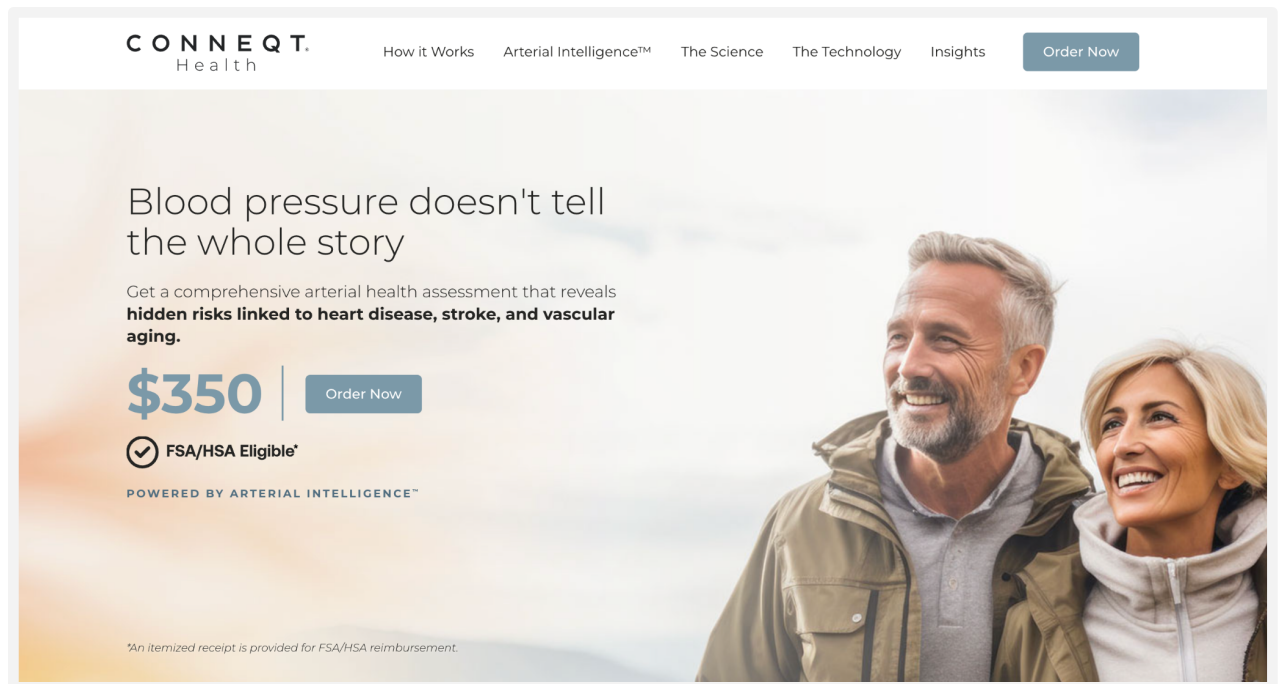 CONNEQT®
Health
How it Works
Arterial Intelligence™
The Science
The Technology
Insights
Order Now
Blood pressure doesn't tell
the whole story
Get a comprehensive arterial health assessment that reveals
hidden risks linked to heart disease, stroke, and vascular
aging.
$350
Order Now
FSA/HSA Eligible*
POWERED BY ARTERIAL INTELLIGENCE™
*An itemized receipt is provided for FSA/HSA reimbursement.